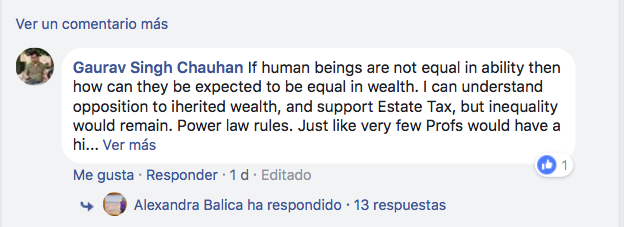 Ver un comentario más
Gaurav Singh Chauhan If human beings are not equal in ability then
how can they be expected to be equal in wealth. I can understand
opposition to iherited wealth, and support Estate Tax, but inequality
would remain. Power law rules. Just like very few Profs would have a
hi... Ver más
1
Me gusta · Responder · 1 d · Editado
Alexandra Balica ha respondido · 13 respuestas